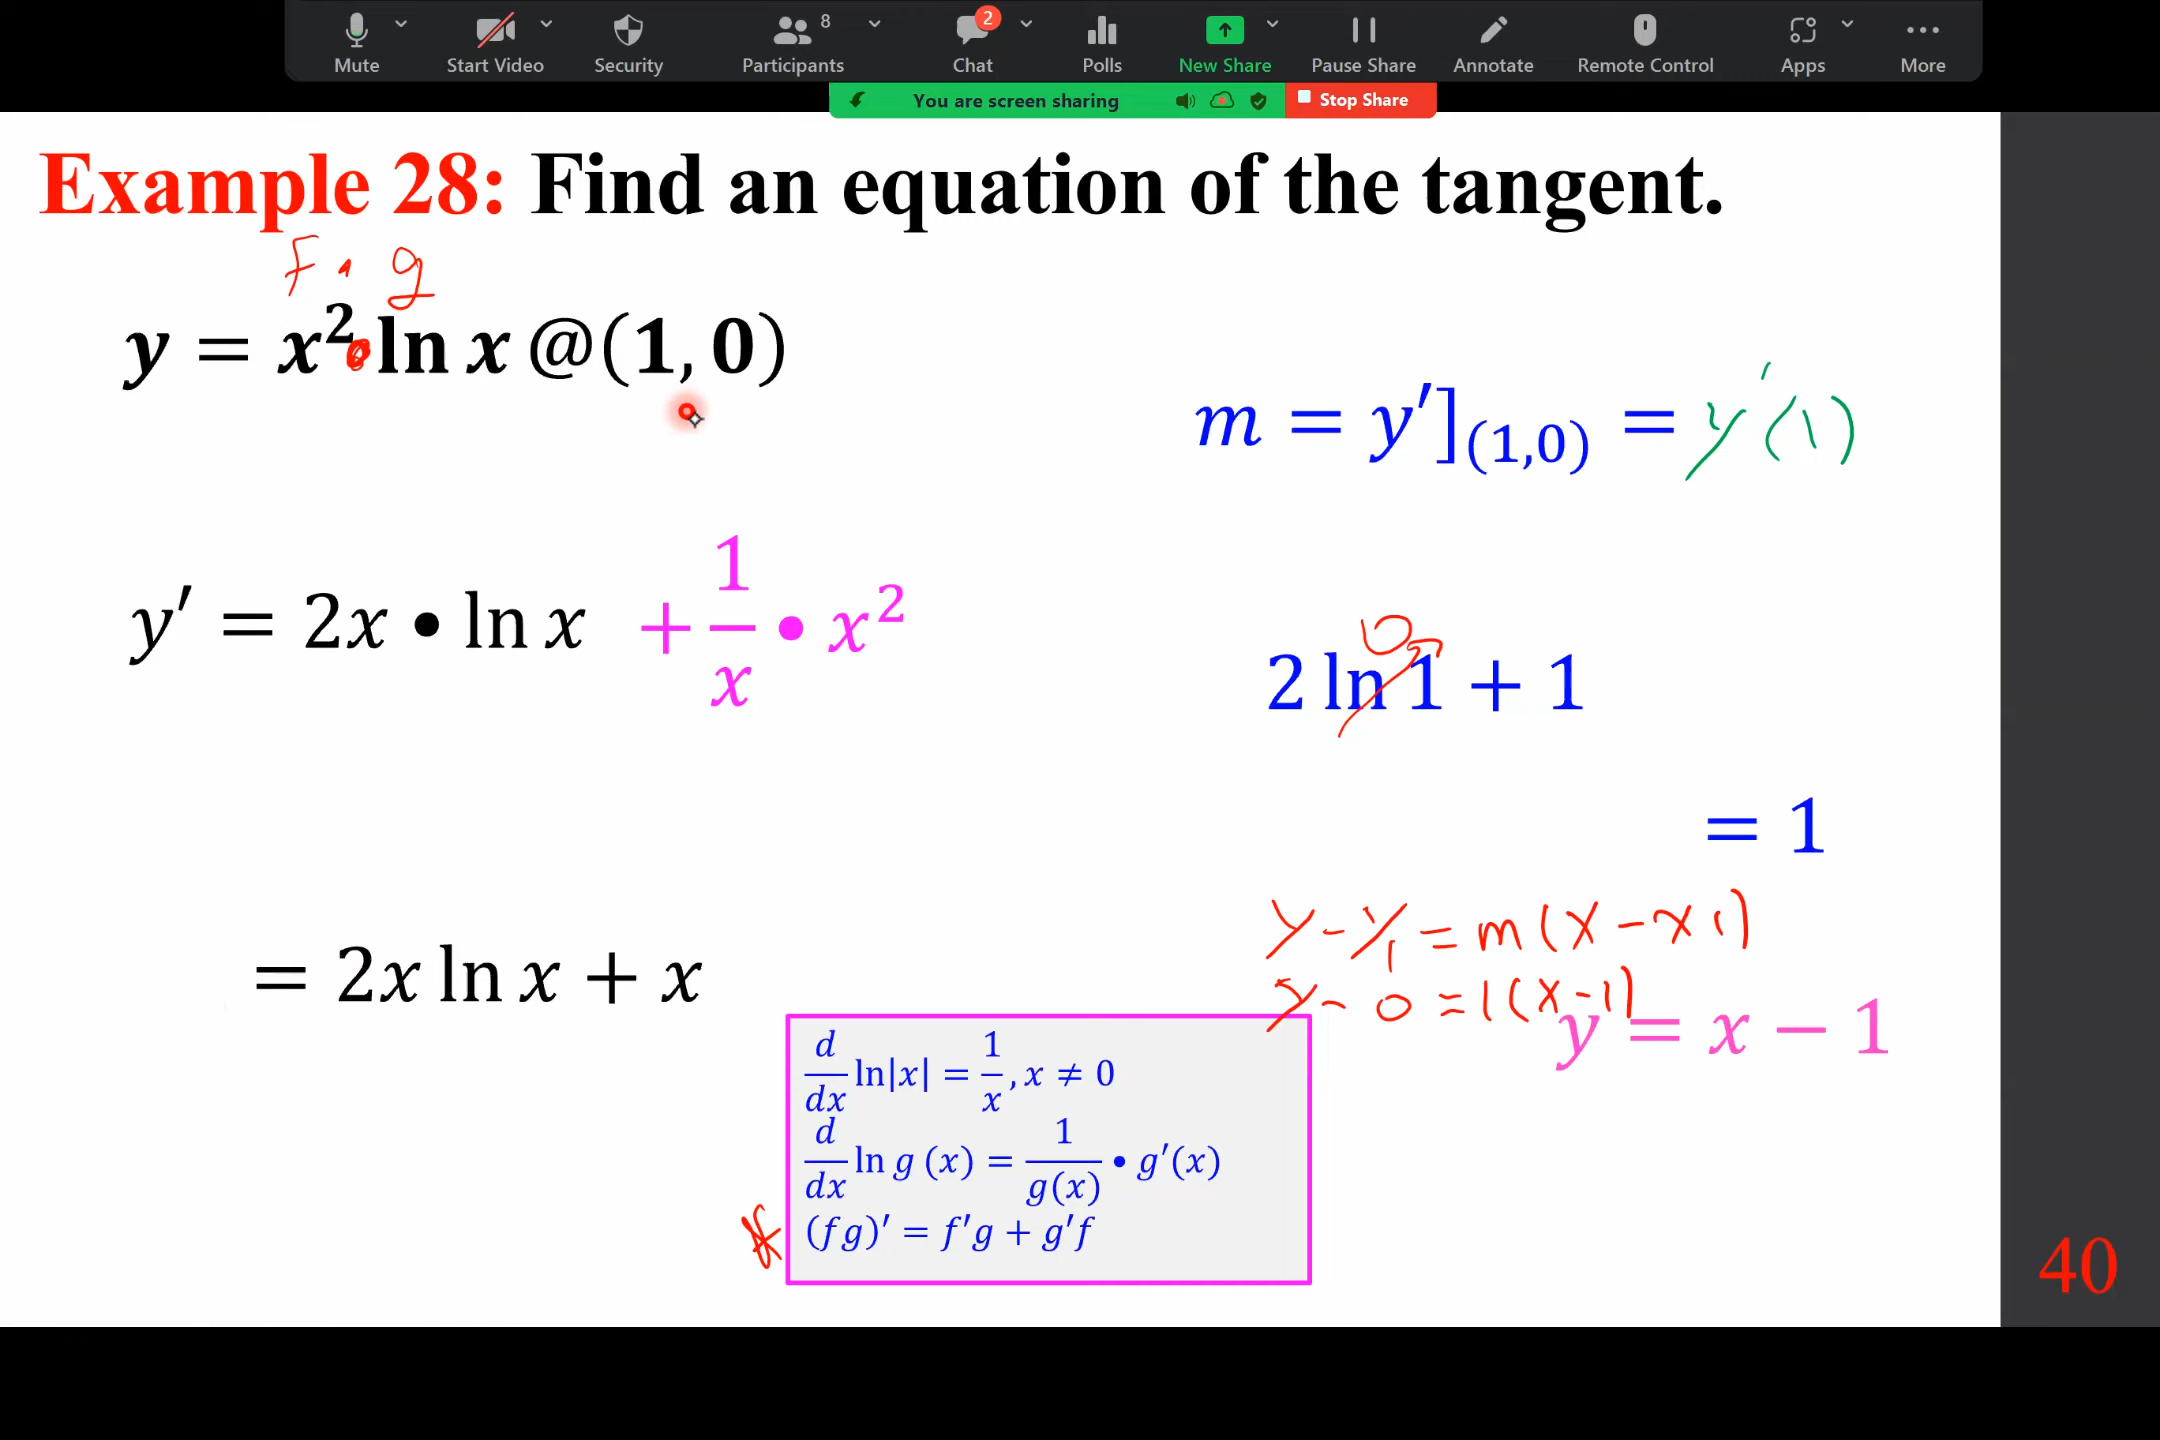 Mute Start Video Security 8 Participants 2 Chat Polls New Share Pause Share Annotate Remote Control Apps More
You are screen sharing Stop Share
Example 28: Find an equation of the tangent.
F · g
y = x² • ln x @(1, 0)
m = y′](1,0) = y′(1)
y′ = 2x • ln x + 1/x • x²
0
2 ln 1 + 1
= 1
y - y₁ = m(x - x₁)
y - 0 = 1(x - 1)
= 2x ln x + x
y = x − 1
d/dx ln|x| = 1/x , x ≠ 0
d/dx ln g (x) = 1/g(x) • g′(x)
(fg)′ = f′g + g′f
40